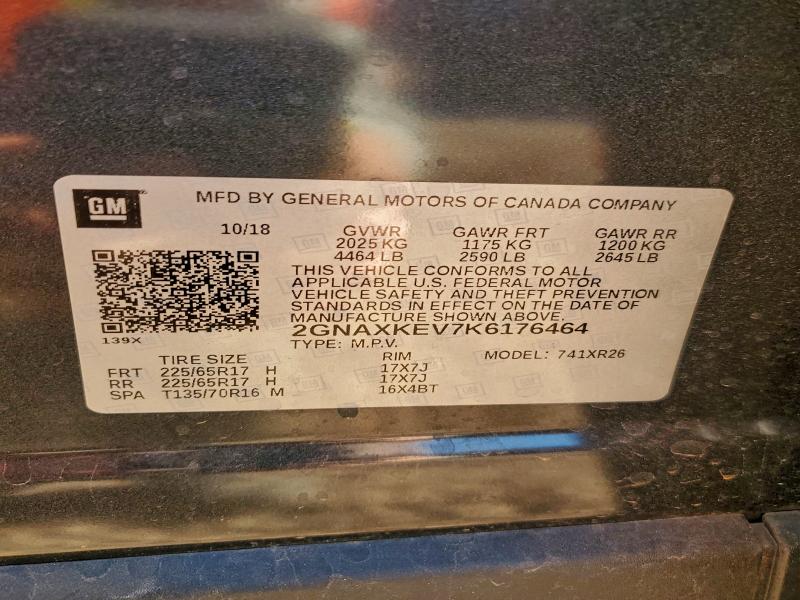 GM
MFD BY GENERAL MOTORS OF CANADA COMPANY
10/18 GVWR GAWR FRT GAWR RR
2025 KG 1175 KG 1200 KG
4464 LB 2590 LB 2645 LB
THIS VEHICLE CONFORMS TO ALL
APPLICABLE U.S. FEDERAL MOTOR
VEHICLE SAFETY AND THEFT PREVENTION
STANDARDS IN EFFECT ON THE DATE OF
MANUFACTURE SHOWN ABOVE.
2GNAXKEV7K6176464
139X
TYPE: M.P.V.
TIRE SIZE RIM MODEL: 741XR26
FRT 225/65R17 H 17X7J
RR 225/65R17 H 17X7J
SPA T135/70R16 M 16X4BT